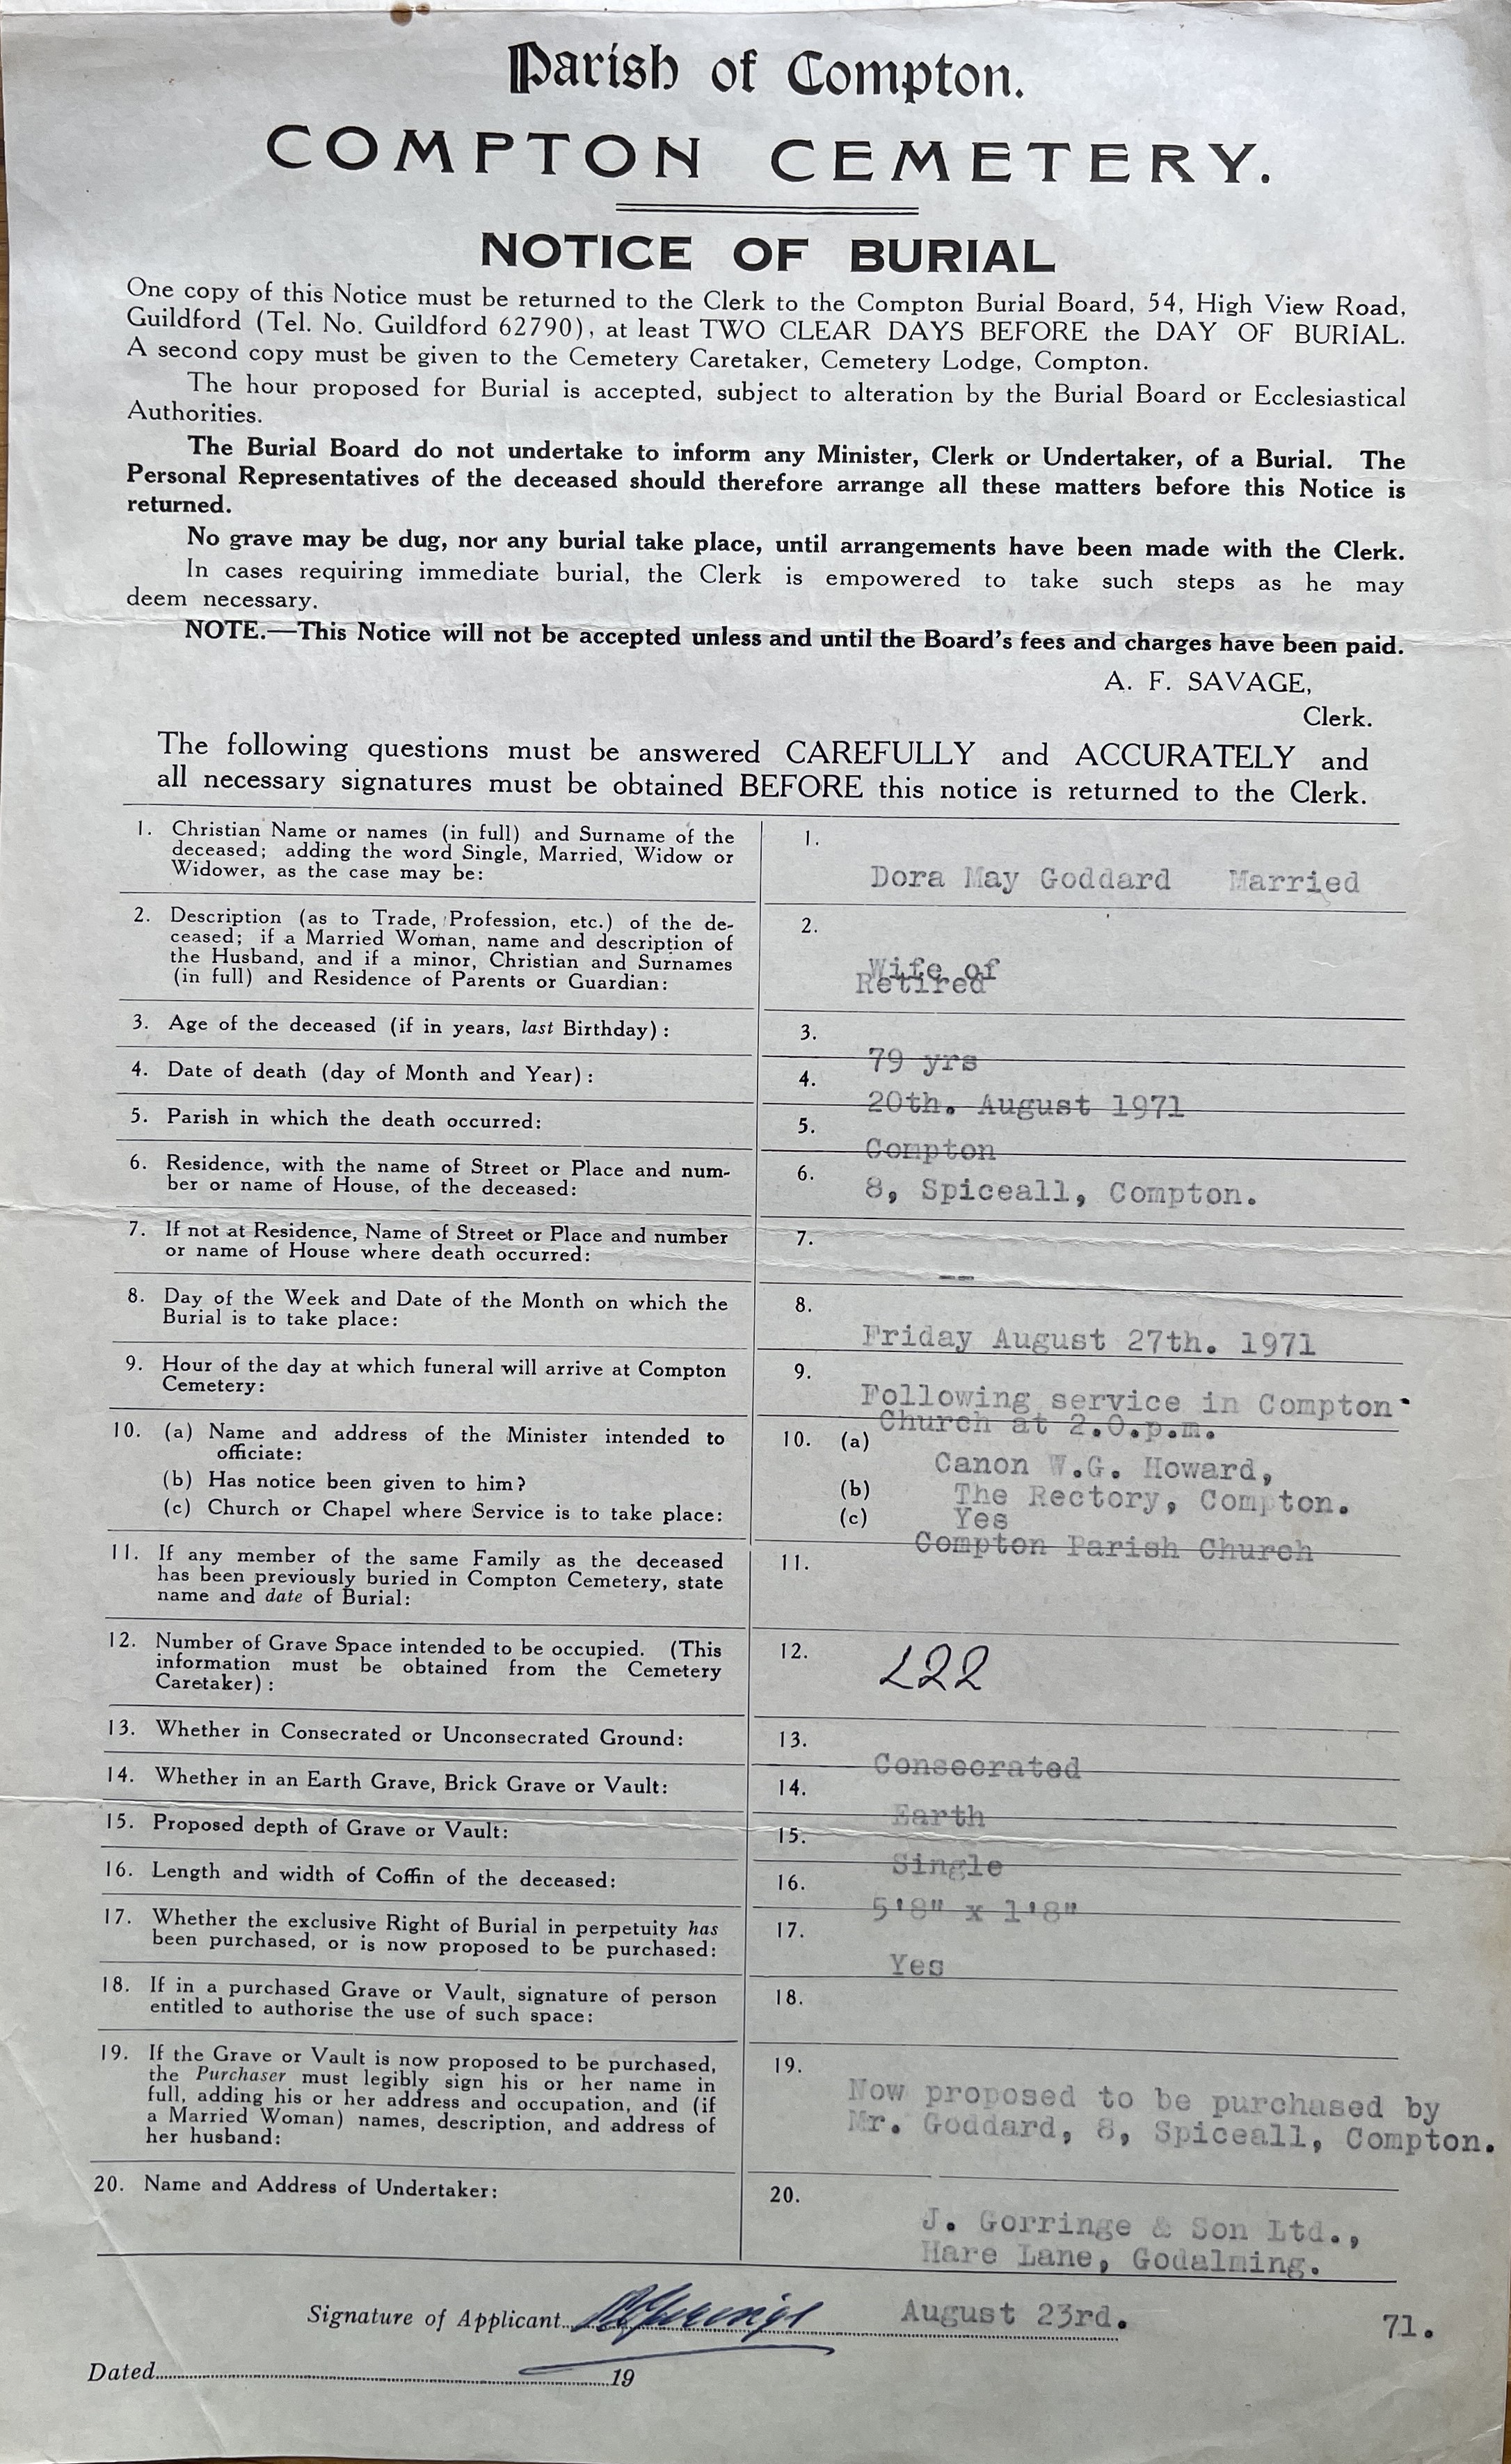 Parish of Compton.
COMPTON CEMETERY.
NOTICE OF BURIAL
One copy of this Notice must be returned to the Clerk to the Compton Burial Board, 54, High View Road,
Guildford (Tel. No. Guildford 62790), at least TWO CLEAR DAYS BEFORE the DAY OF BURIAL.
A second copy must be given to the Cemetery Caretaker, Cemetery Lodge, Compton.
The hour proposed for Burial is accepted, subject to alteration by the Burial Board or Ecclesiastical
Authorities.
The Burial Board do not undertake to inform any Minister, Clerk or Undertaker, of a Burial. The
Personal Representatives of the deceased should therefore arrange all these matters before this Notice is
returned.
No grave may be dug, nor any burial take place, until arrangements have been made with the Clerk.
In cases requiring immediate burial, the Clerk is empowered to take such steps as he may
deem necessary.
NOTE.—This Notice will not be accepted unless and until the Board's fees and charges have been paid.
A. F. SAVAGE,
Clerk.
The following questions must be answered CAREFULLY and ACCURATELY and
all necessary signatures must be obtained BEFORE this notice is returned to the Clerk.
1. Christian Name or names (in full) and Surname of the
deceased; adding the word Single, Married, Widow or
Widower, as the case may be:
1.
Dora May Goddard Married
2. Description (as to Trade, Profession, etc.) of the de-
ceased; if a Married Woman, name and description of
the Husband, and if a minor, Christian and Surnames
(in full) and Residence of Parents or Guardian:
2.
Wife of
Retired
3. Age of the deceased (if in years, last Birthday):
3.
79 yrs
4. Date of death (day of Month and Year):
4.
20th. August 1971
5. Parish in which the death occurred:
5.
Compton
6. Residence, with the name of Street or Place and num-
ber or name of House, of the deceased:
6.
8, Spiceall, Compton.
7. If not at Residence, Name of Street or Place and number
or name of House where death occurred:
7.
--
8. Day of the Week and Date of the Month on which the
Burial is to take place:
8.
Friday August 27th. 1971
9. Hour of the day at which funeral will arrive at Compton
Cemetery:
9.
Following service in Compton
Church at 2.0.p.m.
10. (a) Name and address of the Minister intended to
officiate:
(b) Has notice been given to him?
(c) Church or Chapel where Service is to take place:
10. (a)
Canon W.G. Howard,
(b) The Rectory, Compton.
(c) Yes
Compton Parish Church
11. If any member of the same Family as the deceased
has been previously buried in Compton Cemetery, state
name and date of Burial:
11.
12. Number of Grave Space intended to be occupied. (This
information must be obtained from the Cemetery
Caretaker):
12.
L22
13. Whether in Consecrated or Unconsecrated Ground:
13.
Consecrated
14. Whether in an Earth Grave, Brick Grave or Vault:
14.
Earth
15. Proposed depth of Grave or Vault:
15.
Single
16. Length and width of Coffin of the deceased:
16.
5'8" x 1'8"
17. Whether the exclusive Right of Burial in perpetuity has
been purchased, or is now proposed to be purchased:
17.
Yes
18. If in a purchased Grave or Vault, signature of person
entitled to authorise the use of such space:
18.
19. If the Grave or Vault is now proposed to be purchased,
the Purchaser must legibly sign his or her name in
full, adding his or her address and occupation, and (if
a Married Woman) names, description, and address of
her husband:
19.
Now proposed to be purchased by
Mr. Goddard, 8, Spiceall, Compton.
20. Name and Address of Undertaker:
20.
J. Gorringe & Son Ltd.,
Hare Lane, Godalming.
Signature of Applicant August 23rd. 71.
Dated 19